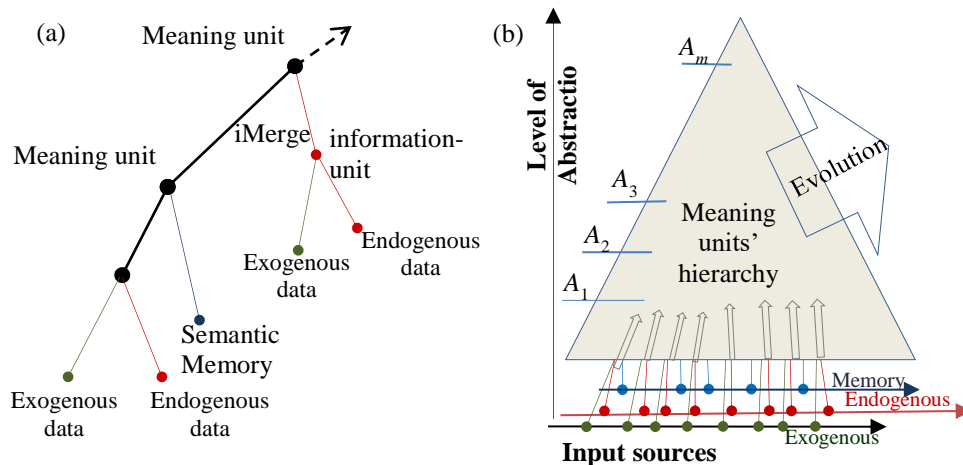 (a)
Meaning unit
iMerge
information-
unit
Meaning unit
Exogenous
data
Endogenous
data
Semantic
Memory
Exogenous
data
Endogenous
data
(b)
Level of
Abstractio
Am
A3
A2
A1
Meaning
units’
hierarchy
Evolution
Memory
Endogenous
Exogenous
Input sources